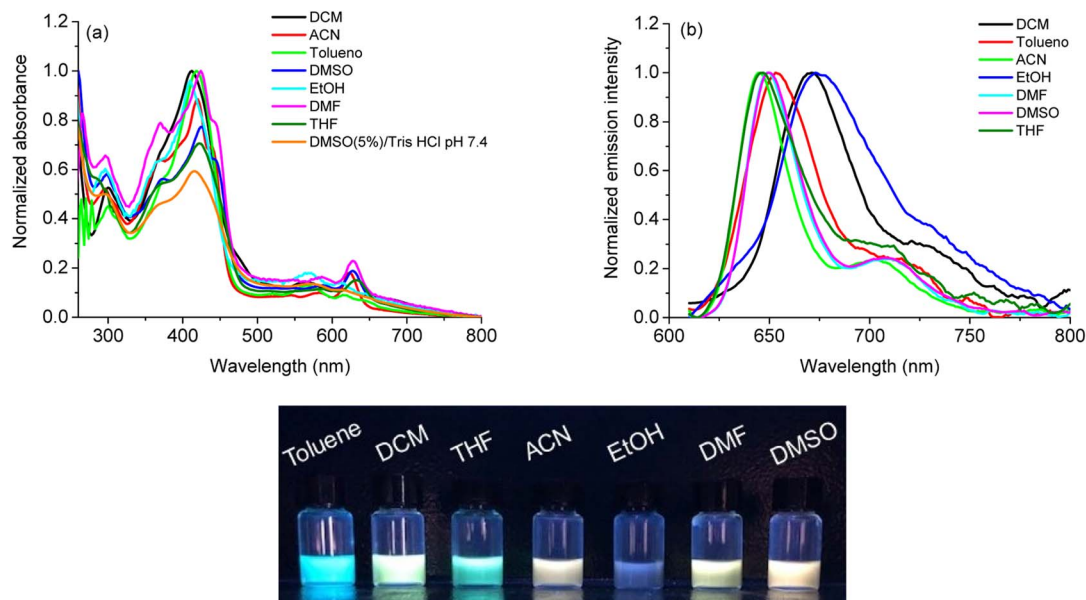 (a)
DCM
ACN
Tolueno
DMSO
EtOH
DMF
THF
DMSO(5%)/Tris HCl pH 7.4
Normalized absorbance
1.2
1.0
0.8
0.6
0.4
0.2
0.0
300 400 500 600 700 800
Wavelength (nm)
(b)
DCM
Tolueno
ACN
EtOH
DMF
DMSO
THF
Normalized emission intensity
1.2
1.0
0.8
0.6
0.4
0.2
0.0
600 650 700 750 800
Wavelength (nm)
Toluene DCM THF ACN EtOH DMF DMSO